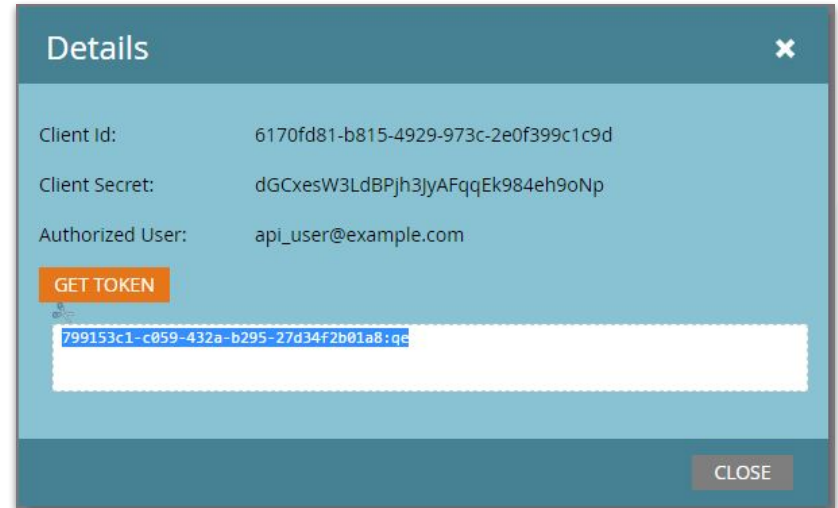 Details
Client Id: 6170fd81-b815-4929-973c-2e0f399c1c9d
Client Secret: dGCxesW3LdBPjh3JyAFqqEk984eh9oNp
Authorized User: api_user@example.com
GET TOKEN
799153c1-c059-432a-b295-27d34f2b01a8:qe
CLOSE